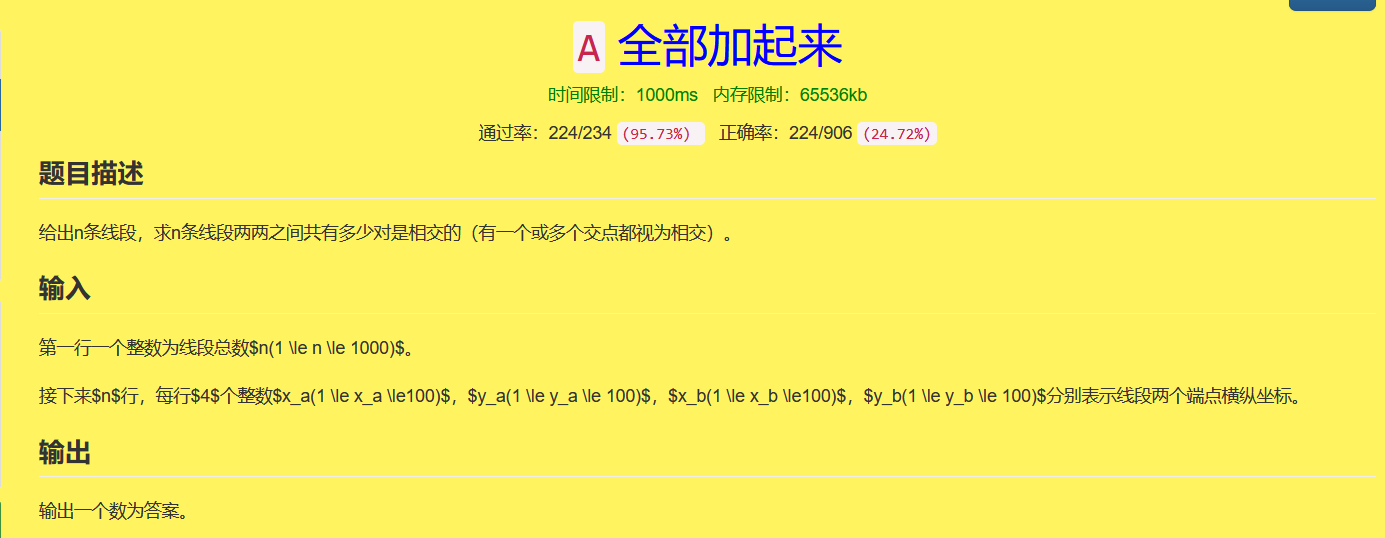 A 全部加起来
时间限制：1000ms 内存限制：65536kb
通过率：224/234 (95.73%) 正确率：224/906 (24.72%)
题目描述
给出n条线段，求n条线段两两之间共有多少对是相交的（有一个或多个交点都视为相交）。
输入
第一行一个整数为线段总数$n(1 \le n \le 1000)$。
接下来$n$行，每行$4$个整数$x_a(1 \le x_a \le100)$，$y_a(1 \le y_a \le 100)$，$x_b(1 \le x_b \le100)$，$y_b(1 \le y_b \le 100)$分别表示线段两个端点横纵坐标。
输出
输出一个数为答案。